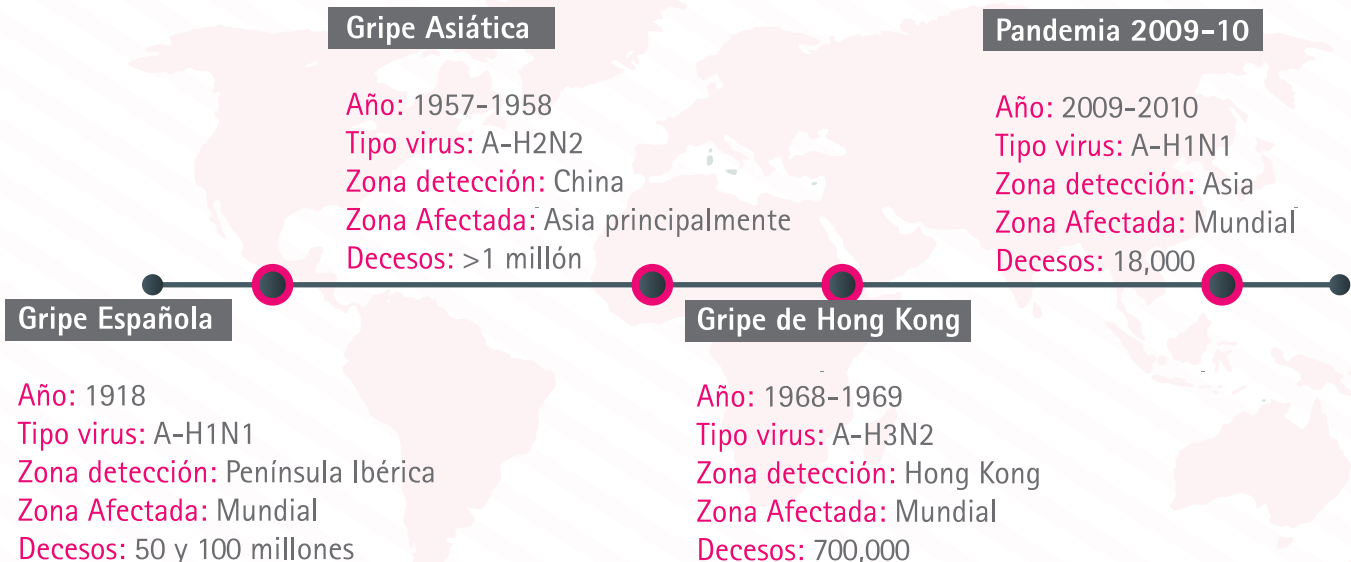 Gripe Asiática
Año: 1957-1958
Tipo virus: A-H2N2
Zona detección: China
Zona Afectada: Asia principalmente
Decesos: >1 millón
Pandemia 2009-10
Año: 2009-2010
Tipo virus: A-H1N1
Zona detección: Asia
Zona Afectada: Mundial
Decesos: 18,000
Gripe Española
Año: 1918
Tipo virus: A-H1N1
Zona detección: Península Ibérica
Zona Afectada: Mundial
Decesos: 50 y 100 millones
Gripe de Hong Kong
Año: 1968-1969
Tipo virus: A-H3N2
Zona detección: Hong Kong
Zona Afectada: Mundial
Decesos: 700,000